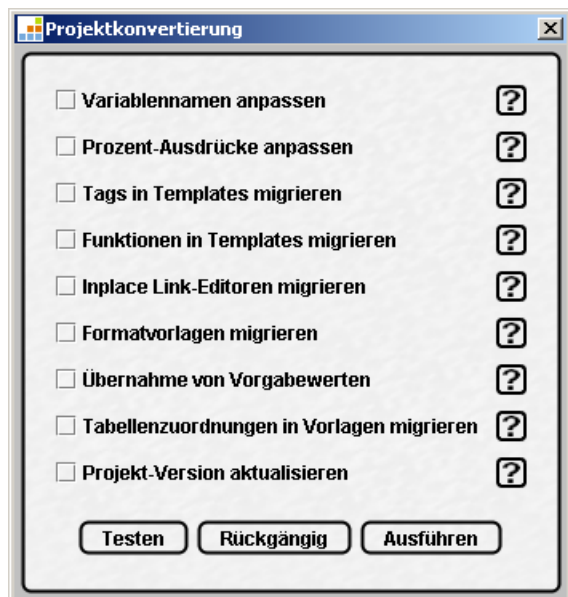 Projektkonvertierung
Variablennamen anpassen ?
Prozent-Ausdrücke anpassen ?
Tags in Templates migrieren ?
Funktionen in Templates migrieren ?
Inplace Link-Editoren migrieren ?
Formatvorlagen migrieren ?
Übernahme von Vorgabewerten ?
Tabellenzuordnungen in Vorlagen migrieren ?
Projekt-Version aktualisieren ?
Testen Rückgängig Ausführen